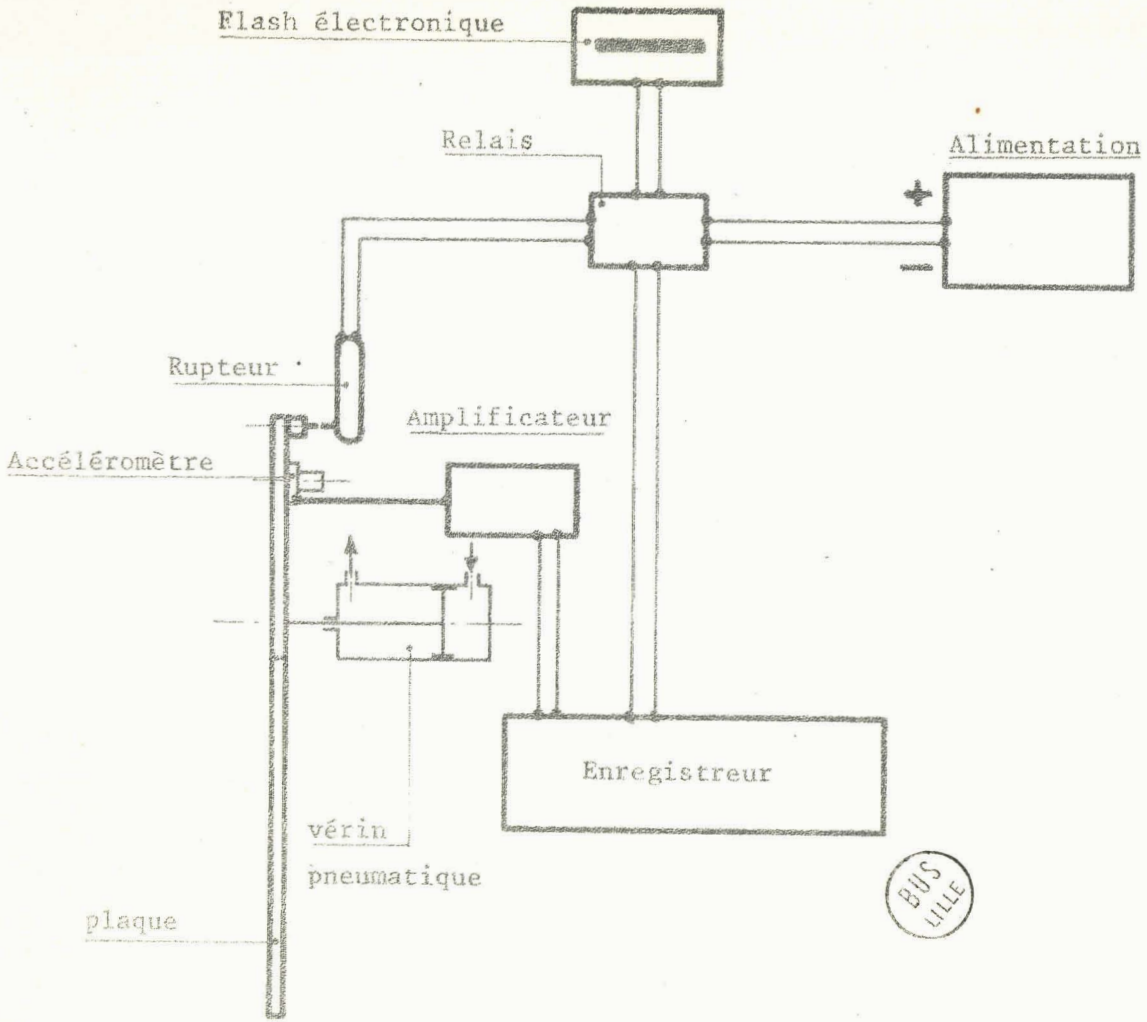 Flash électronique
Relais
Alimentation
+
−
Rupteur
Amplificateur
Accéléromètre
Enregistreur
vérin
pneumatique
plaque
BUS
LILLE